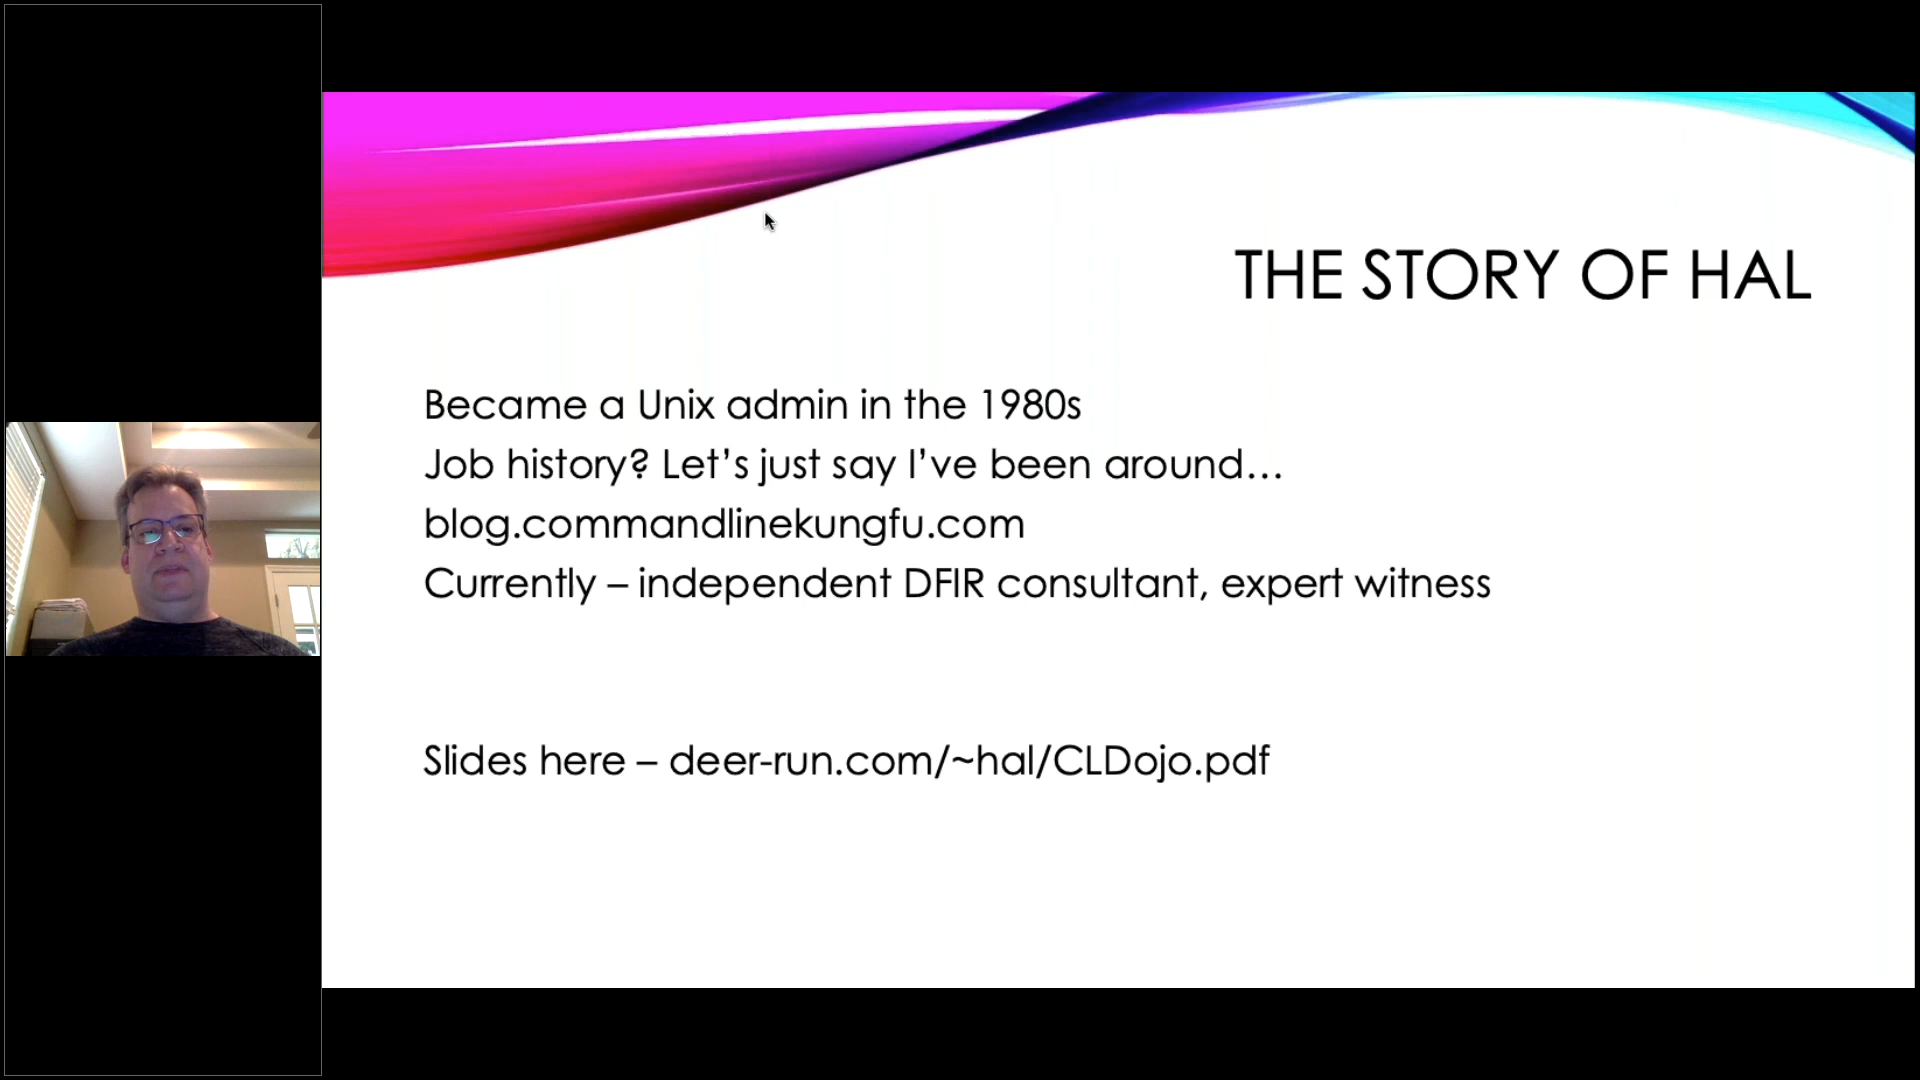 THE STORY OF HAL
Became a Unix admin in the 1980s
Job history? Let’s just say I’ve been around…
blog.commandlinekungfu.com
Currently – independent DFIR consultant, expert witness
Slides here – deer-run.com/~hal/CLDojo.pdf